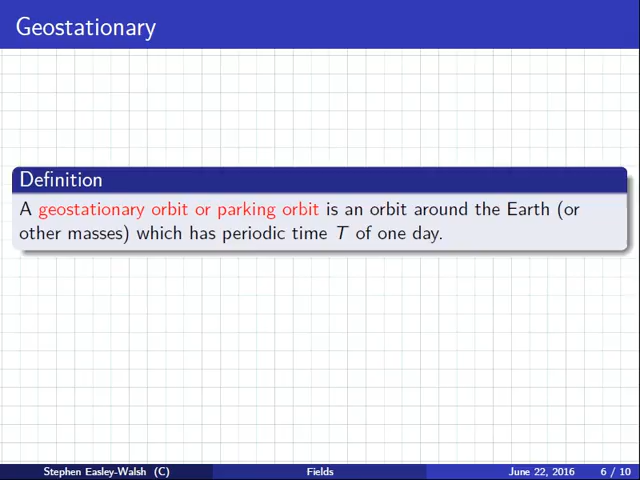 Geostationary
Definition
A geostationary orbit or parking orbit is an orbit around the Earth (or
other masses) which has periodic time T of one day.
Stephen Easley-Walsh (C) Fields June 22, 2016 6 / 10